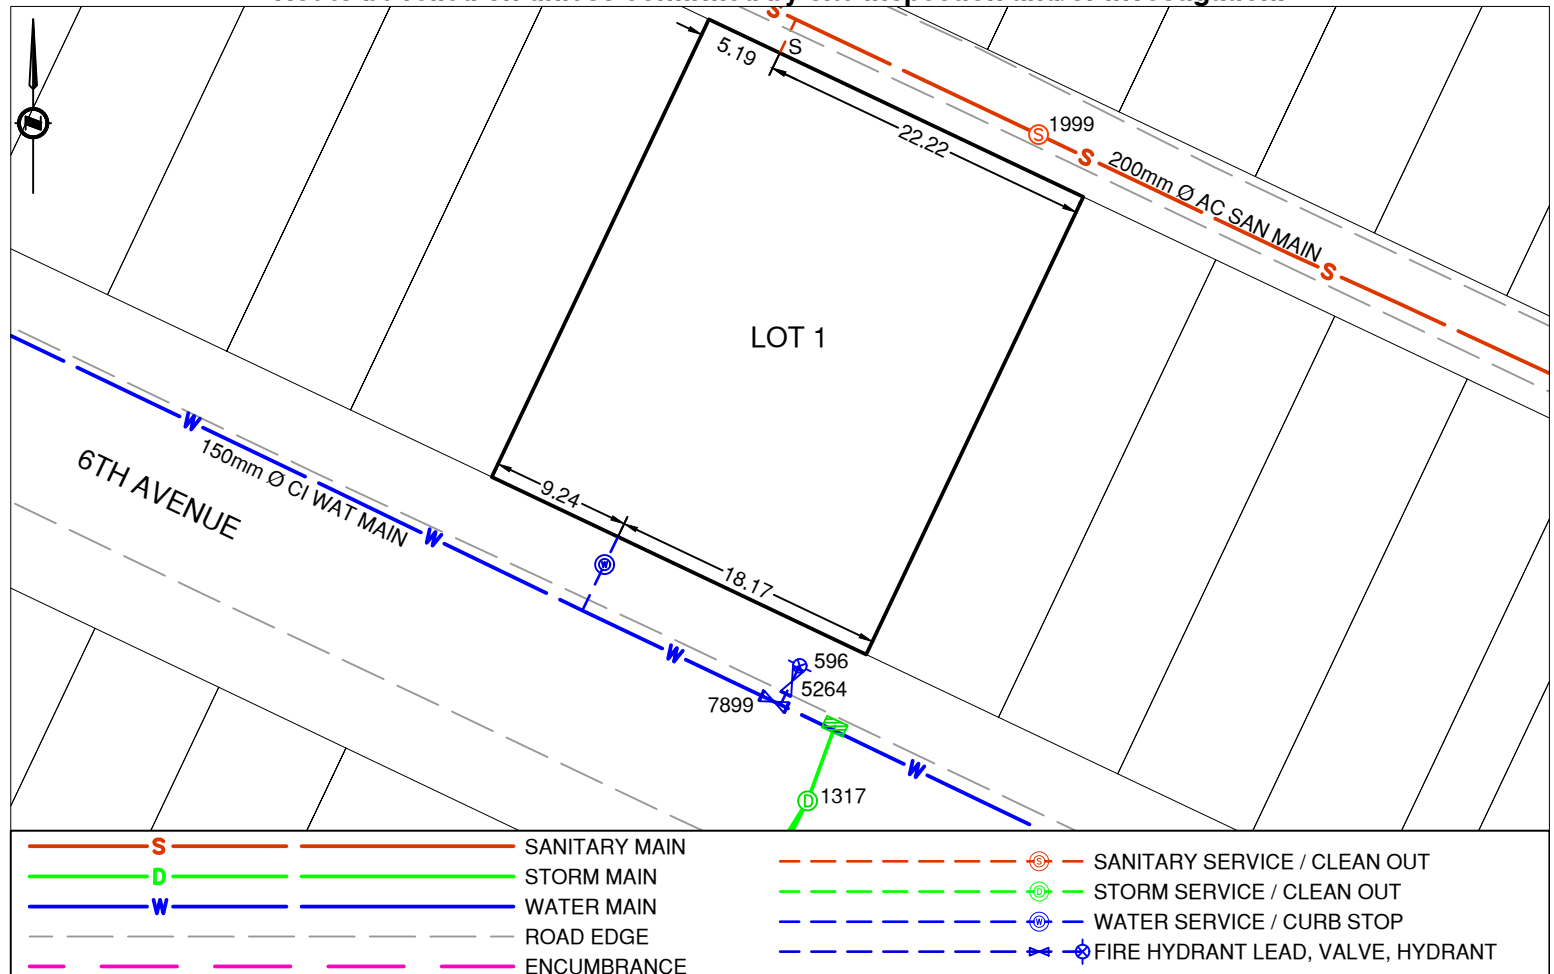 S
S
5.19
22.22
S 1999
S
200mm Ø AC SAN MAIN
S
LOT 1
W
150mm Ø CI WAT MAIN
W
6TH AVENUE
9.24
W
18.17
W
596
5264
7899
W
D 1317
S SANITARY MAIN
D STORM MAIN
W WATER MAIN
ROAD EDGE
ENCUMBRANCE
S SANITARY SERVICE / CLEAN OUT
D STORM SERVICE / CLEAN OUT
W WATER SERVICE / CURB STOP
FIRE HYDRANT LEAD, VALVE, HYDRANT